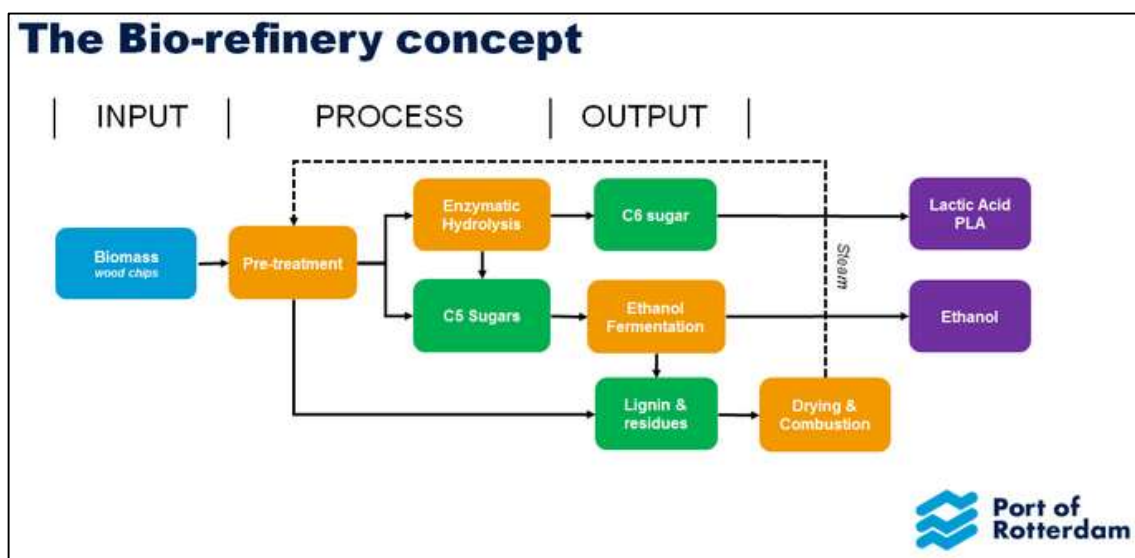 The Bio-refinery concept
| INPUT | PROCESS | OUTPUT |
Enzymatic
Hydrolysis
C6 sugar
Lactic Acid
PLA
Biomass
wood chips
Pre-treatment
Steam
C5 Sugars
Ethanol
Fermentation
Ethanol
Lignin &
residues
Drying &
Combustion
Port of
Rotterdam